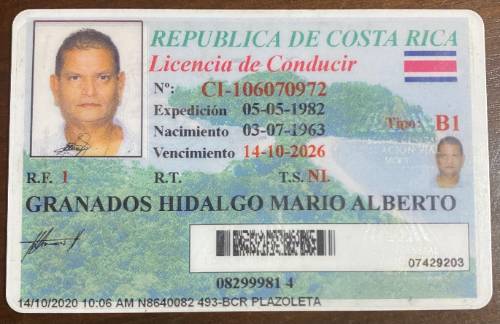 REPUBLICA DE COSTA RICA
Licencia de Conducir
Nº: CI-106070972
Expedición 05-05-1982
Nacimiento 03-07-1963
Tipo: B1
Vencimiento 14-10-2026
R.F. 1 R.T. T.S. NI.
GRANADOS HIDALGO MARIO ALBERTO
07429203
08299981 4
14/10/2020 10:06 AM N8640082 493-BCR PLAZOLETA